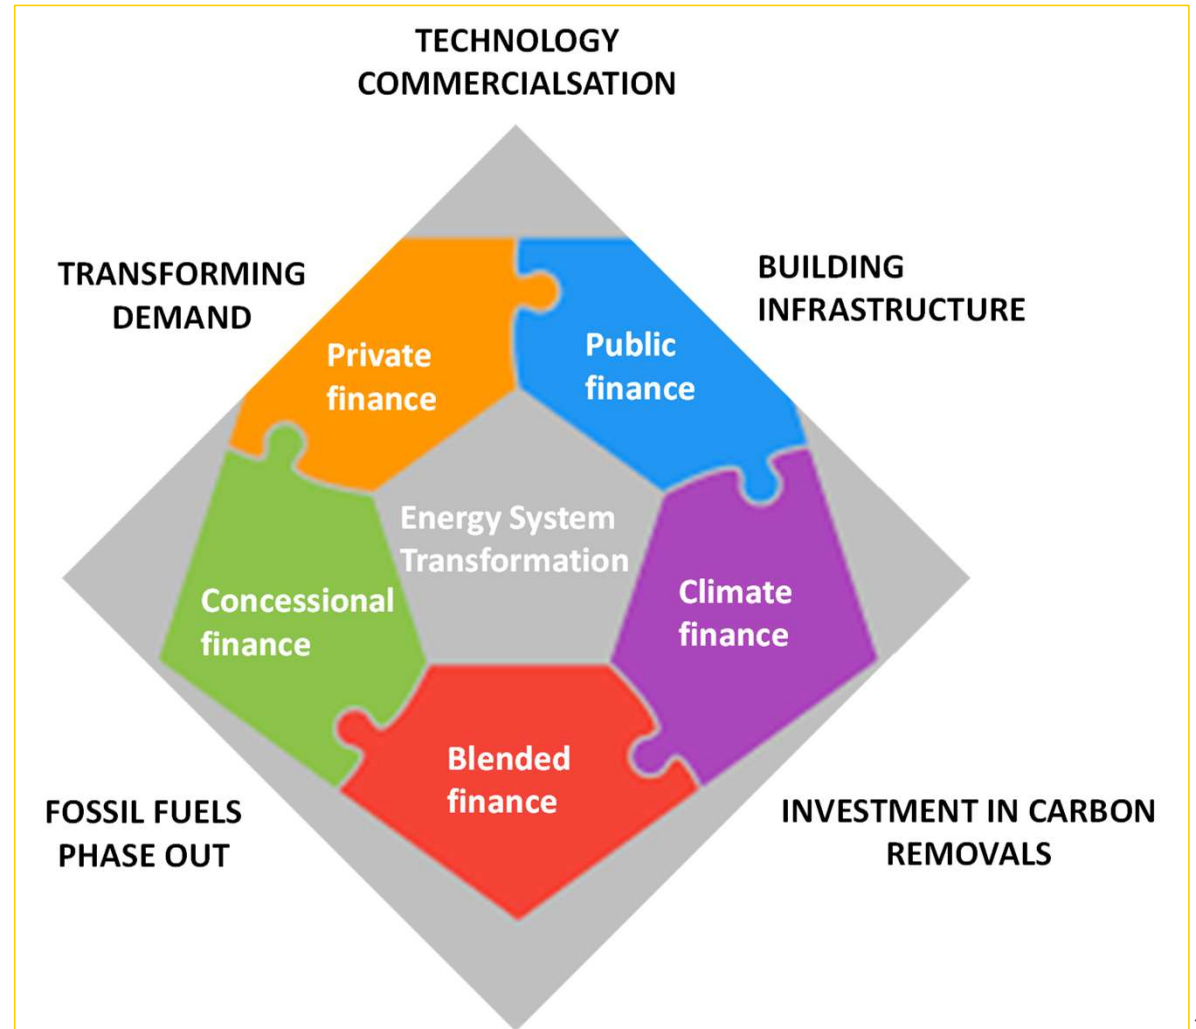 TECHNOLOGY
COMMERCIALSATION
TRANSFORMING
DEMAND
BUILDING
INFRASTRUCTURE
Private
finance
Public
finance
Energy System
Transformation
Concessional
finance
Climate
finance
Blended
finance
FOSSIL FUELS
PHASE OUT
INVESTMENT IN CARBON
REMOVALS